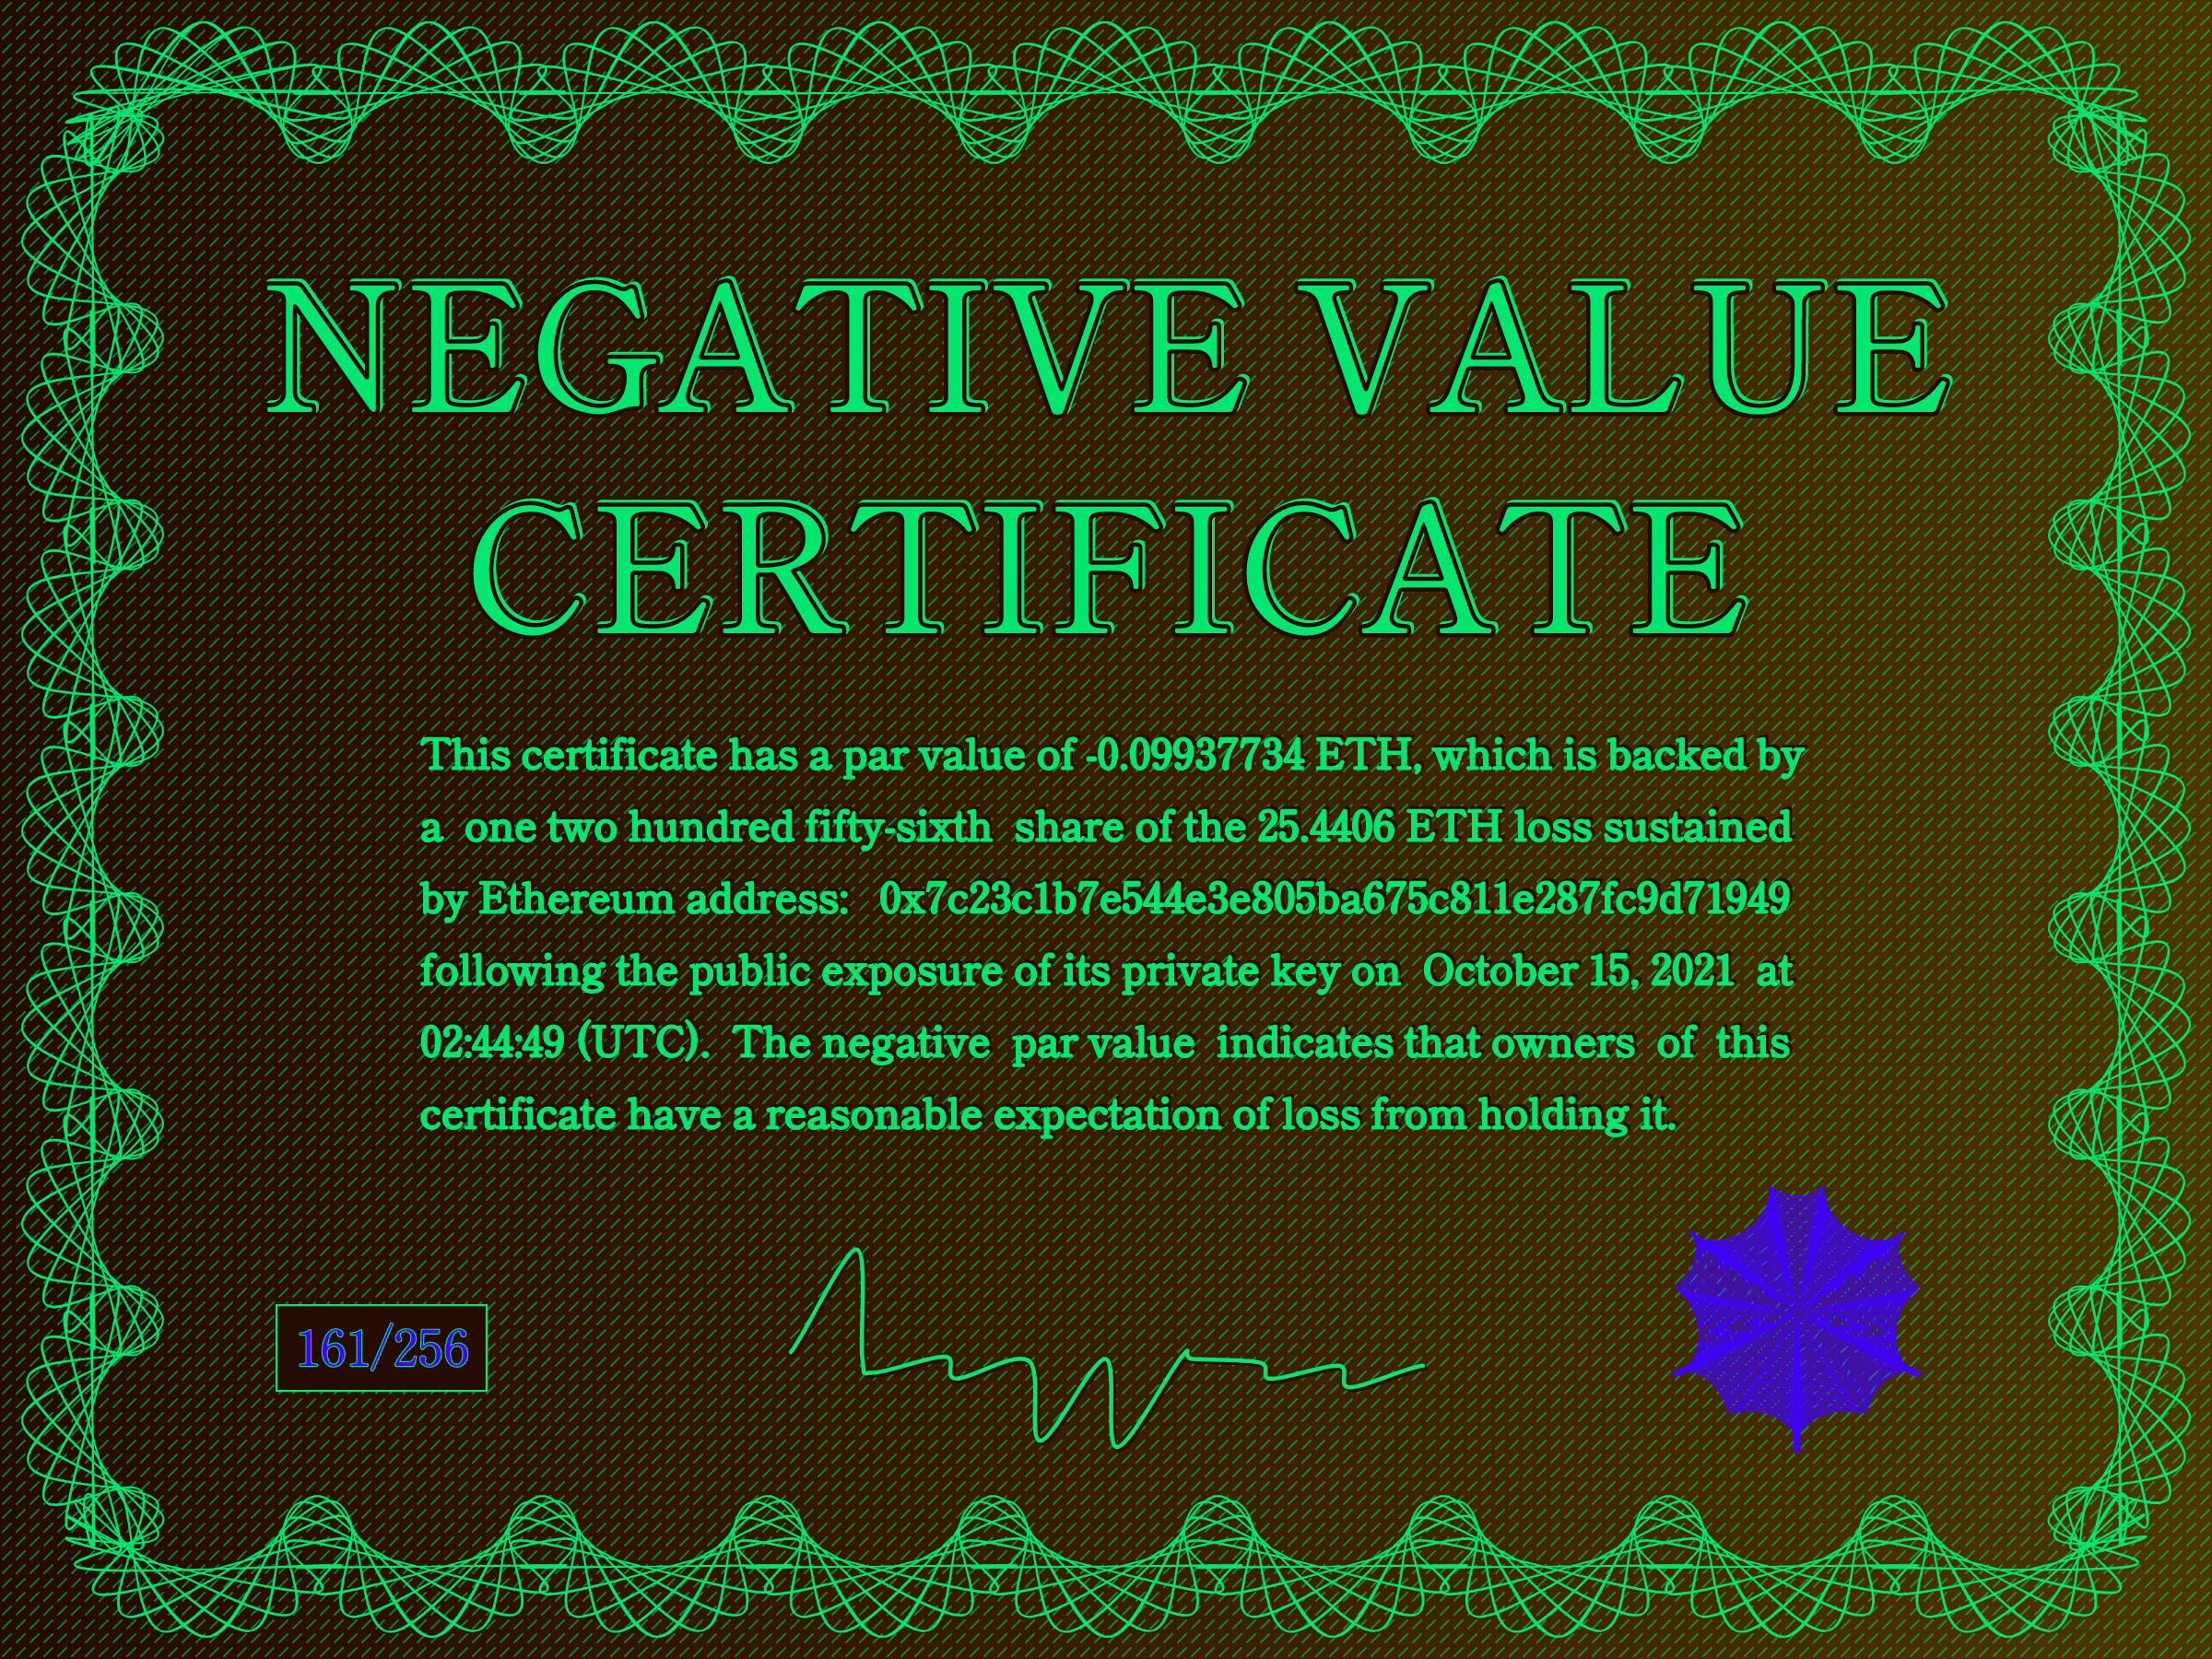 NEGATIVE VALUE
CERTIFICATE
This certificate has a par value of -0.09937734 ETH, which is backed by
a one two hundred fifty-sixth share of the 25.4406 ETH loss sustained
by Ethereum address: 0x7c23c1b7e544e3e805ba675c811e287fc9d71949
following the public exposure of its private key on October 15, 2021 at
02:44:49 (UTC). The negative par value indicates that owners of this
certificate have a reasonable expectation of loss from holding it.
161/256